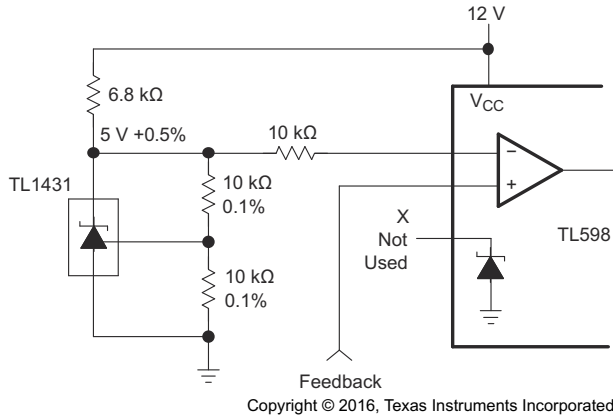 12 V
6.8 kΩ
V
CC
5 V +0.5%
10 kΩ
−
TL1431
10 kΩ
0.1%
+
X
Not
Used
TL598
10 kΩ
0.1%
Feedback
Copyright © 2016, Texas Instruments Incorporated